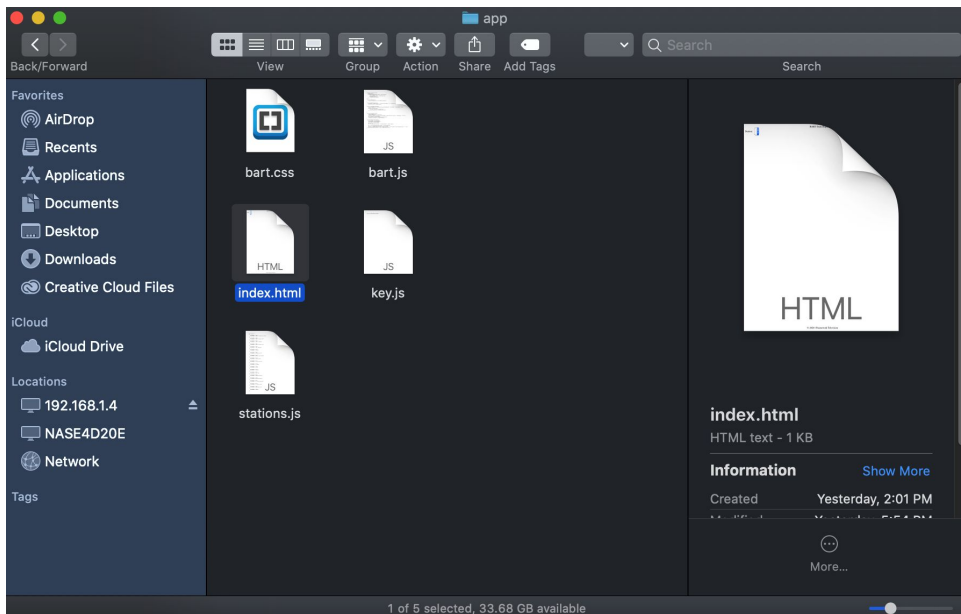 app
Search
Back/Forward
View
Group
Action
Share
Add Tags
Search
Favorites
AirDrop
Recents
Applications
Documents
Desktop
Downloads
Creative Cloud Files
iCloud
iCloud Drive
Locations
192.168.1.4
NASE4D20E
Network
Tags
bart.css
JS
bart.js
HTML
index.html
JS
key.js
JS
stations.js
HTML
index.html
HTML text - 1 KB
Information Show More
Created Yesterday, 2:01 PM
More...
1 of 5 selected, 33.68 GB available